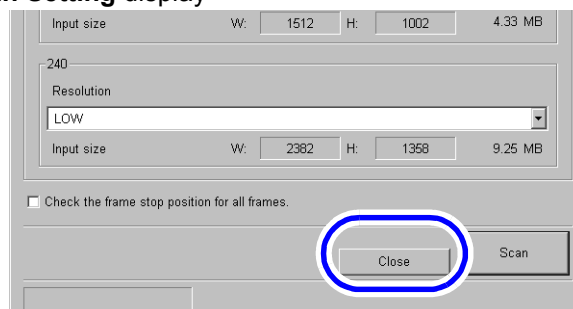 Setting display
Input size W: 1512 H: 1002 4.33 MB
240
Resolution
LOW
Input size W: 2382 H: 1358 9.25 MB
Check the frame stop position for all frames.
Close Scan